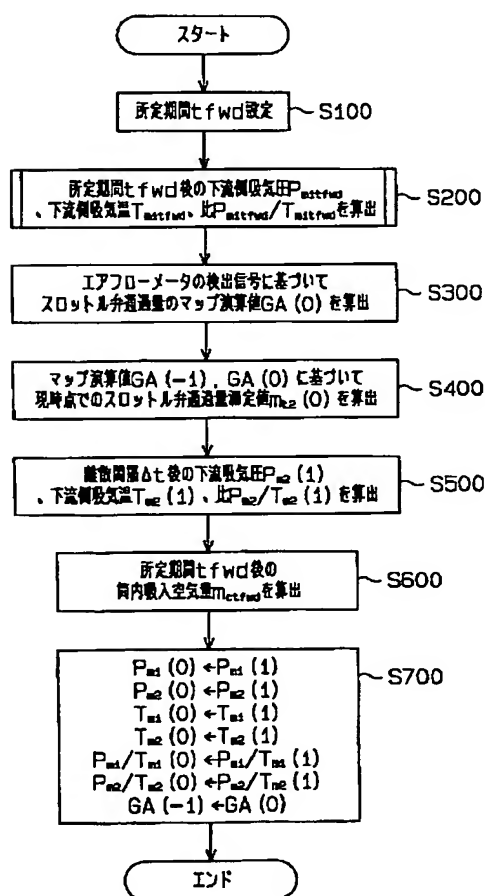 スタート
所定期間tfwd設定
S100
所定期間tfwd後の下流側吸気圧Pm1tfwd
、下流側吸気温Tm1tfwd、比Pm1tfwd/Tm1tfwdを算出
S200
エアフローメータの検出信号に基づいて
スロットル弁通過量のマップ演算値GA(0)を算出
S300
マップ演算値GA(-1),GA(0)に基づいて
現時点でのスロットル弁通過量測定値mt2(0)を算出
S400
離散間隔Δt後の下流吸気圧Pm2(1)
、下流側吸気温Tm2(1)、比Pm2/Tm2(1)を算出
S500
所定期間tfwd後の
筒内吸入空気量mctfwdを算出
S600
Pm1(0)←Pm1(1)
Pm2(0)←Pm2(1)
Tm1(0)←Tm1(1)
Tm2(0)←Tm2(1)
Pm1/Tm1(0)←Pm1/Tm1(1)
Pm2/Tm2(0)←Pm2/Tm2(1)
GA(-1)←GA(0)
S700
エンド